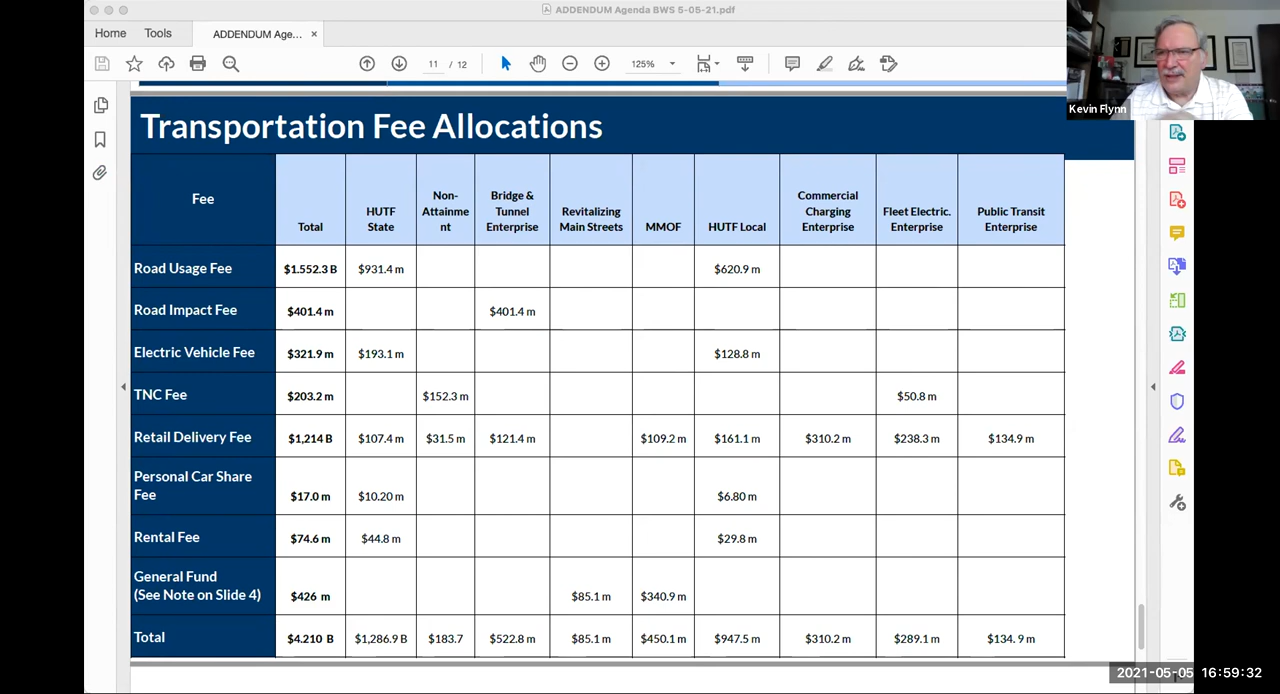 ADDENDUM Agenda BWS 5-05-21.pdf
Home Tools ADDENDUM Age... ×
11 / 12 125%
Kevin Flynn
Transportation Fee Allocations
Fee Total HUTF State Non-Attainme nt Bridge & Tunnel Enterprise Revitalizing Main Streets MMOF HUTF Local Commercial Charging Enterprise Fleet Electric. Enterprise Public Transit Enterprise
Road Usage Fee $1.552.3 B $931.4 m $620.9 m
Road Impact Fee $401.4 m $401.4 m
Electric Vehicle Fee $321.9 m $193.1 m $128.8 m
TNC Fee $203.2 m $152.3 m $50.8 m
Retail Delivery Fee $1,214 B $107.4 m $31.5 m $121.4 m $109.2 m $161.1 m $310.2 m $238.3 m $134.9 m
Personal Car Share
Fee $17.0 m $10.20 m $6.80 m
Rental Fee $74.6 m $44.8 m $29.8 m
General Fund
(See Note on Slide 4) $426 m $85.1 m $340.9 m
Total $4.210 B $1,286.9 B $183.7 $522.8 m $85.1 m $450.1 m $947.5 m $310.2 m $289.1 m $134. 9 m
2021-05-05 16:59:32